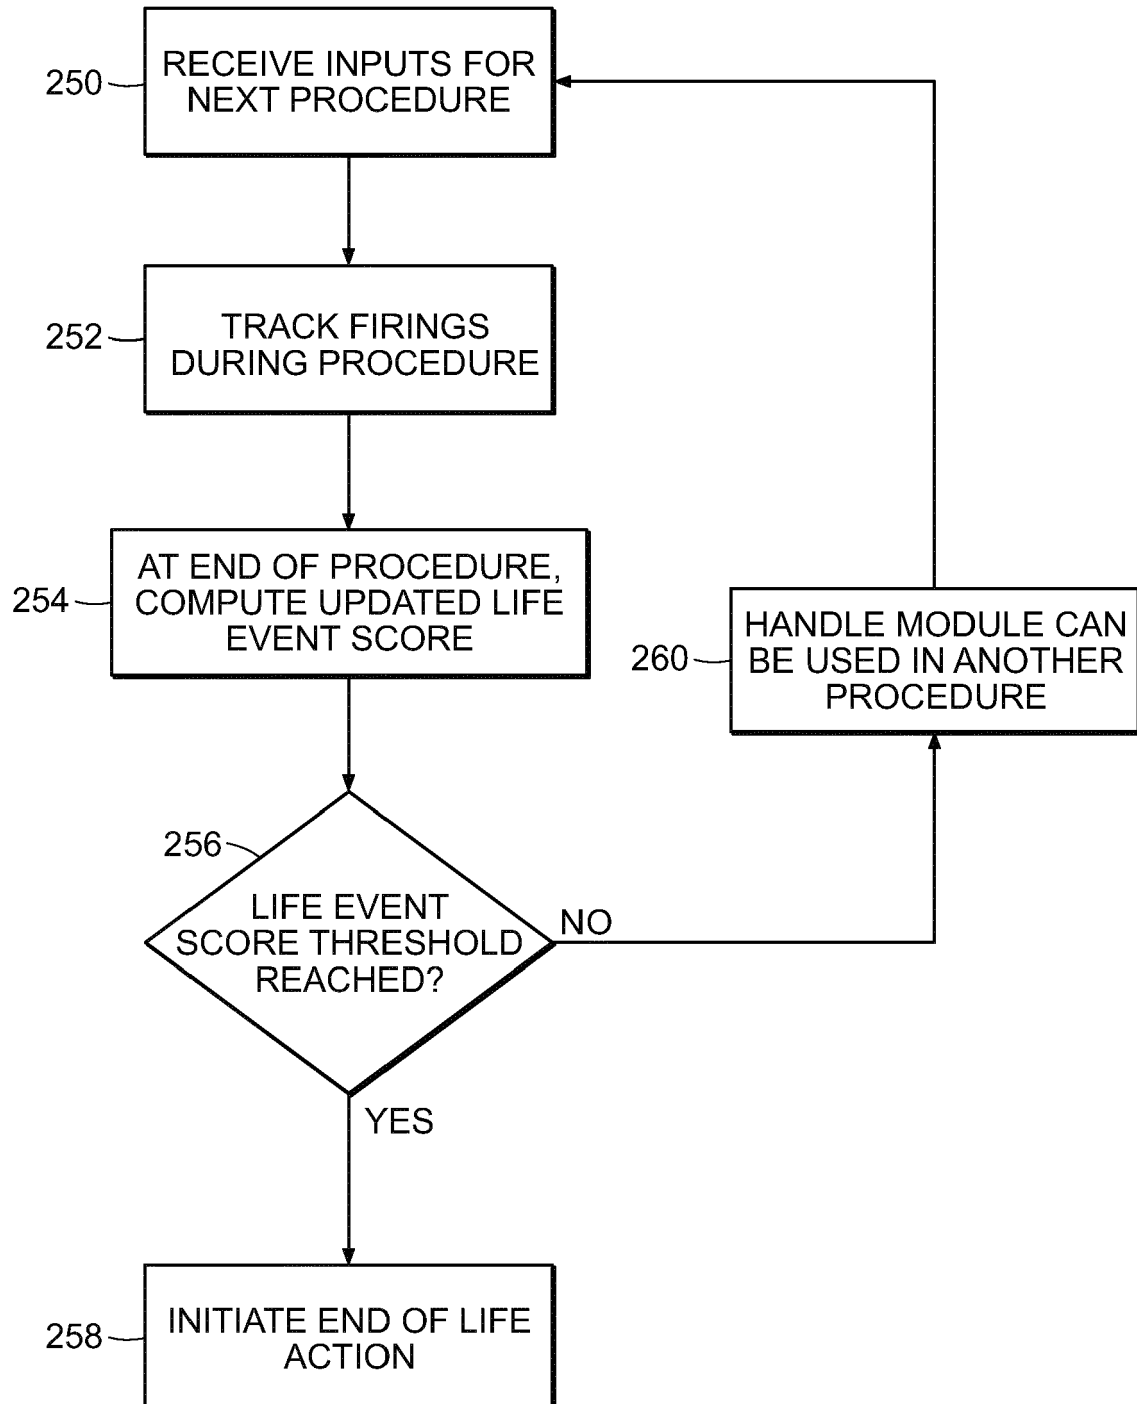 250
RECEIVE INPUTS FOR
NEXT PROCEDURE
252
TRACK FIRINGS
DURING PROCEDURE
254
AT END OF PROCEDURE,
COMPUTE UPDATED LIFE
EVENT SCORE
260
HANDLE MODULE CAN
BE USED IN ANOTHER
PROCEDURE
256
LIFE EVENT
SCORE THRESHOLD
REACHED?
NO
YES
258
INITIATE END OF LIFE
ACTION